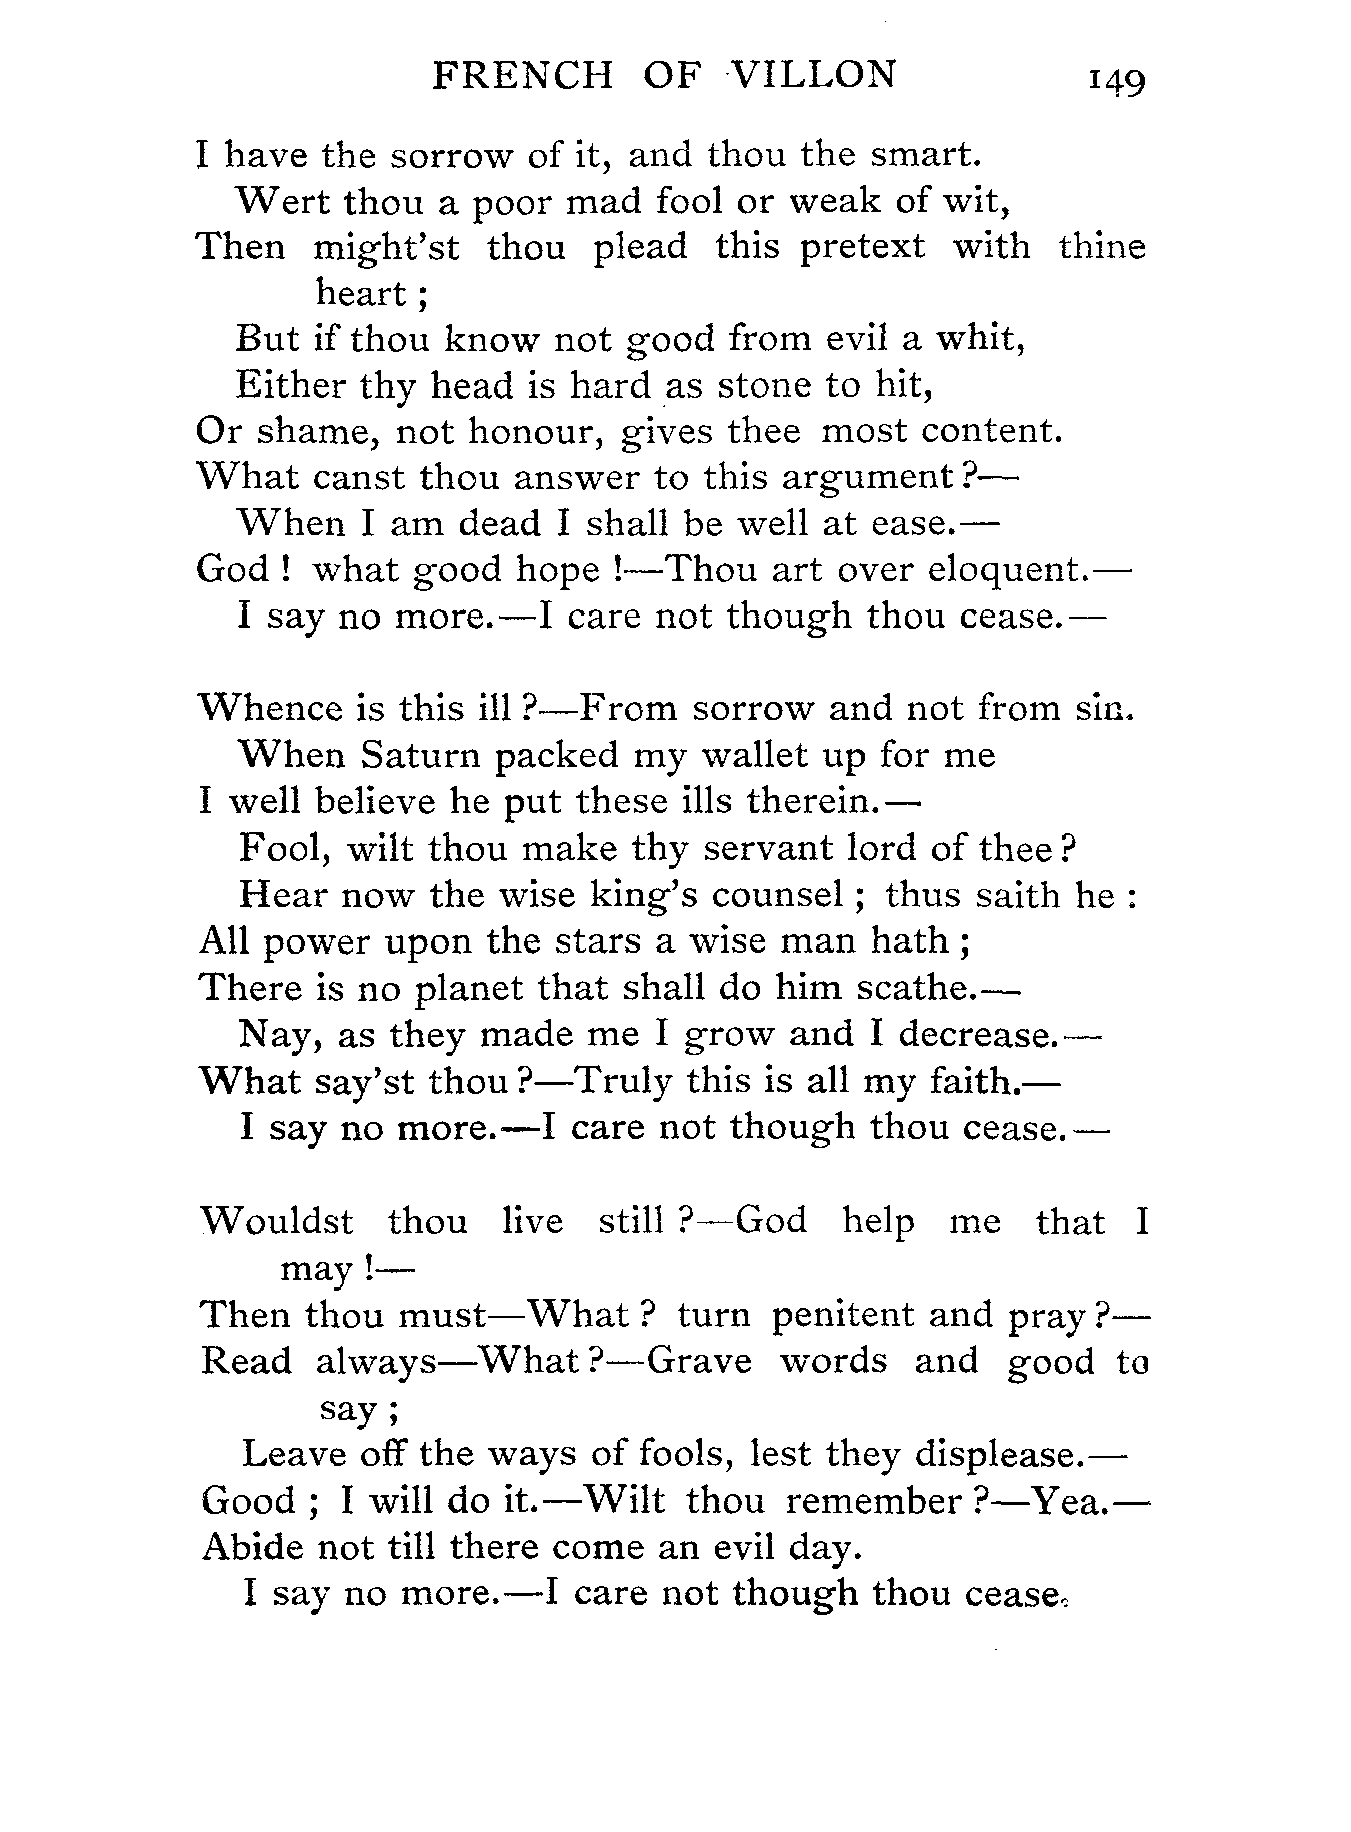 FRENCH OF VILLON 149
I have the sorrow of it, and thou the smart.
Wert thou a poor mad fool or weak of wit,
Then might'st thou plead this pretext with thine
heart ;
But if thou know not good from evil a whit,
Either thy head is hard as stone to hit,
Or shame, not honour, gives thee most content.
What canst thou answer to this argument ?—
When I am dead I shall be well at ease.—
God ! what good hope !—Thou art over eloquent.—
I say no more.—I care not though thou cease.—
Whence is this ill ?—From sorrow and not from sin.
When Saturn packed my wallet up for me
I well believe he put these ills therein.—
Fool, wilt thou make thy servant lord of thee ?
Hear now the wise king's counsel ; thus saith he :
All power upon the stars a wise man hath ;
There is no planet that shall do him scathe.—
Nay, as they made me I grow and I decrease.—
What say'st thou ?—Truly this is all my faith.—
I say no more.—I care not though thou cease.—
Wouldst thou live still ?—God help me that I
may !—
Then thou must—What ? turn penitent and pray ?—
Read always—What ?—Grave words and good to
say ;
Leave off the ways of fools, lest they displease.—
Good ; I will do it.—Wilt thou remember ?—Yea.—
Abide not till there come an evil day.
I say no more.—I care not though thou cease.